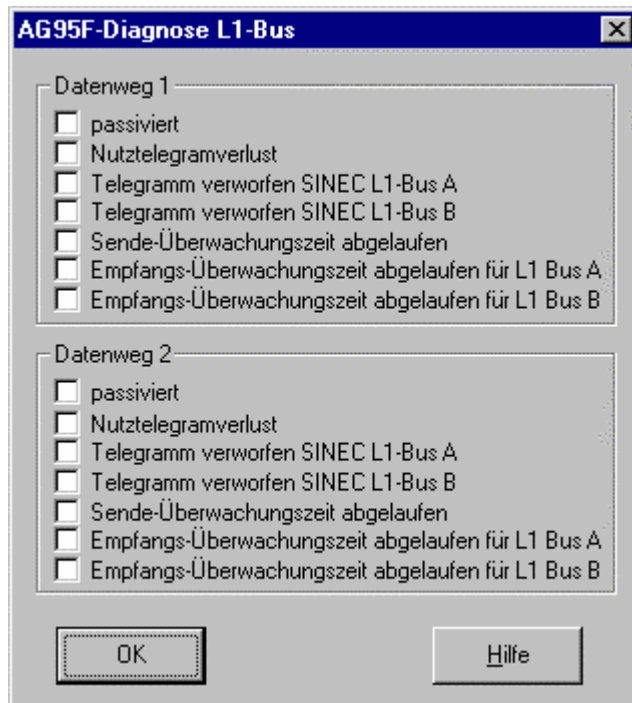 AG95F-Diagnose L1-Bus
Datenweg 1
passiviert
Nutztelegramverlust
Telegramm verworfen SINEC L1-Bus A
Telegramm verworfen SINEC L1-Bus B
Sende-Überwachungszeit abgelaufen
Empfangs-Überwachungszeit abgelaufen für L1 Bus A
Empfangs-Überwachungszeit abgelaufen für L1 Bus B
Datenweg 2
passiviert
Nutztelegramverlust
Telegramm verworfen SINEC L1-Bus A
Telegramm verworfen SINEC L1-Bus B
Sende-Überwachungszeit abgelaufen
Empfangs-Überwachungszeit abgelaufen für L1 Bus A
Empfangs-Überwachungszeit abgelaufen für L1 Bus B
OK Hilfe